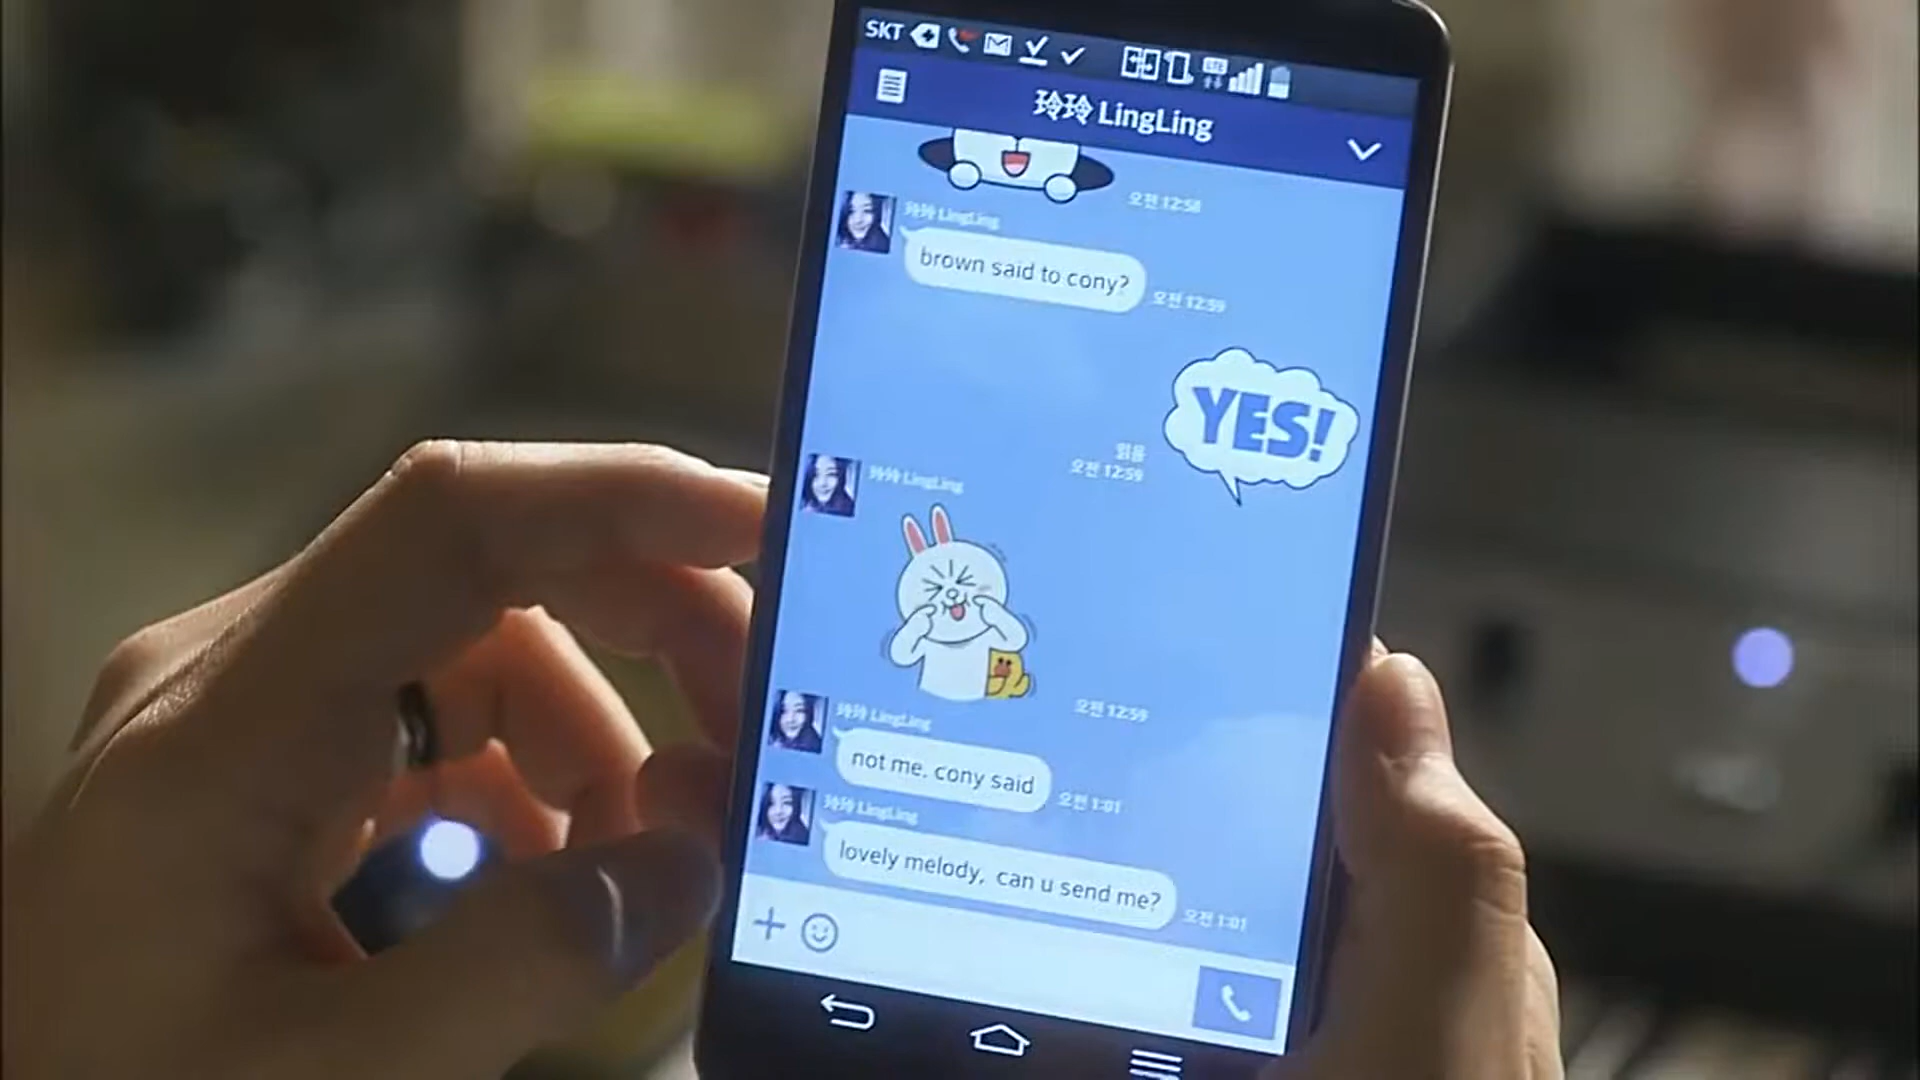 SKT
LTE
玲玲 LingLing
오전 12:58
玲玲 LingLing
brown said to cony?
오전 12:59
YES!
읽음
오전 12:59
玲玲 LingLing
오전 12:59
玲玲 LingLing
not me. cony said
오전 1:01
玲玲 LingLing
lovely melody, can u send me?
오전 1:01